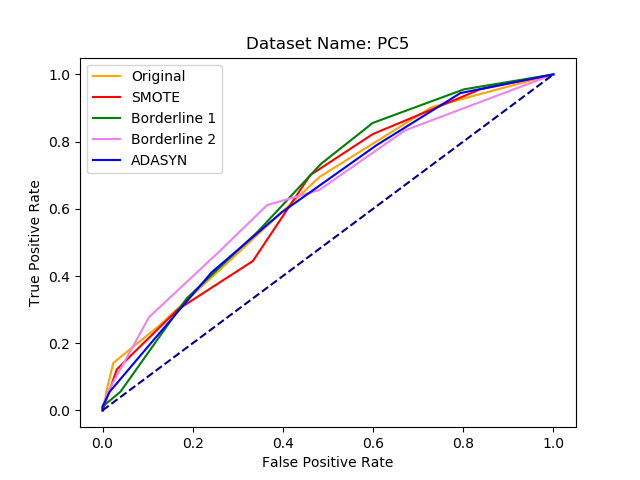 Dataset Name: PC5
Original
SMOTE
Borderline 1
Borderline 2
ADASYN
True Positive Rate
1.0
0.8
0.6
0.4
0.2
0.0
0.0 0.2 0.4 0.6 0.8 1.0
False Positive Rate